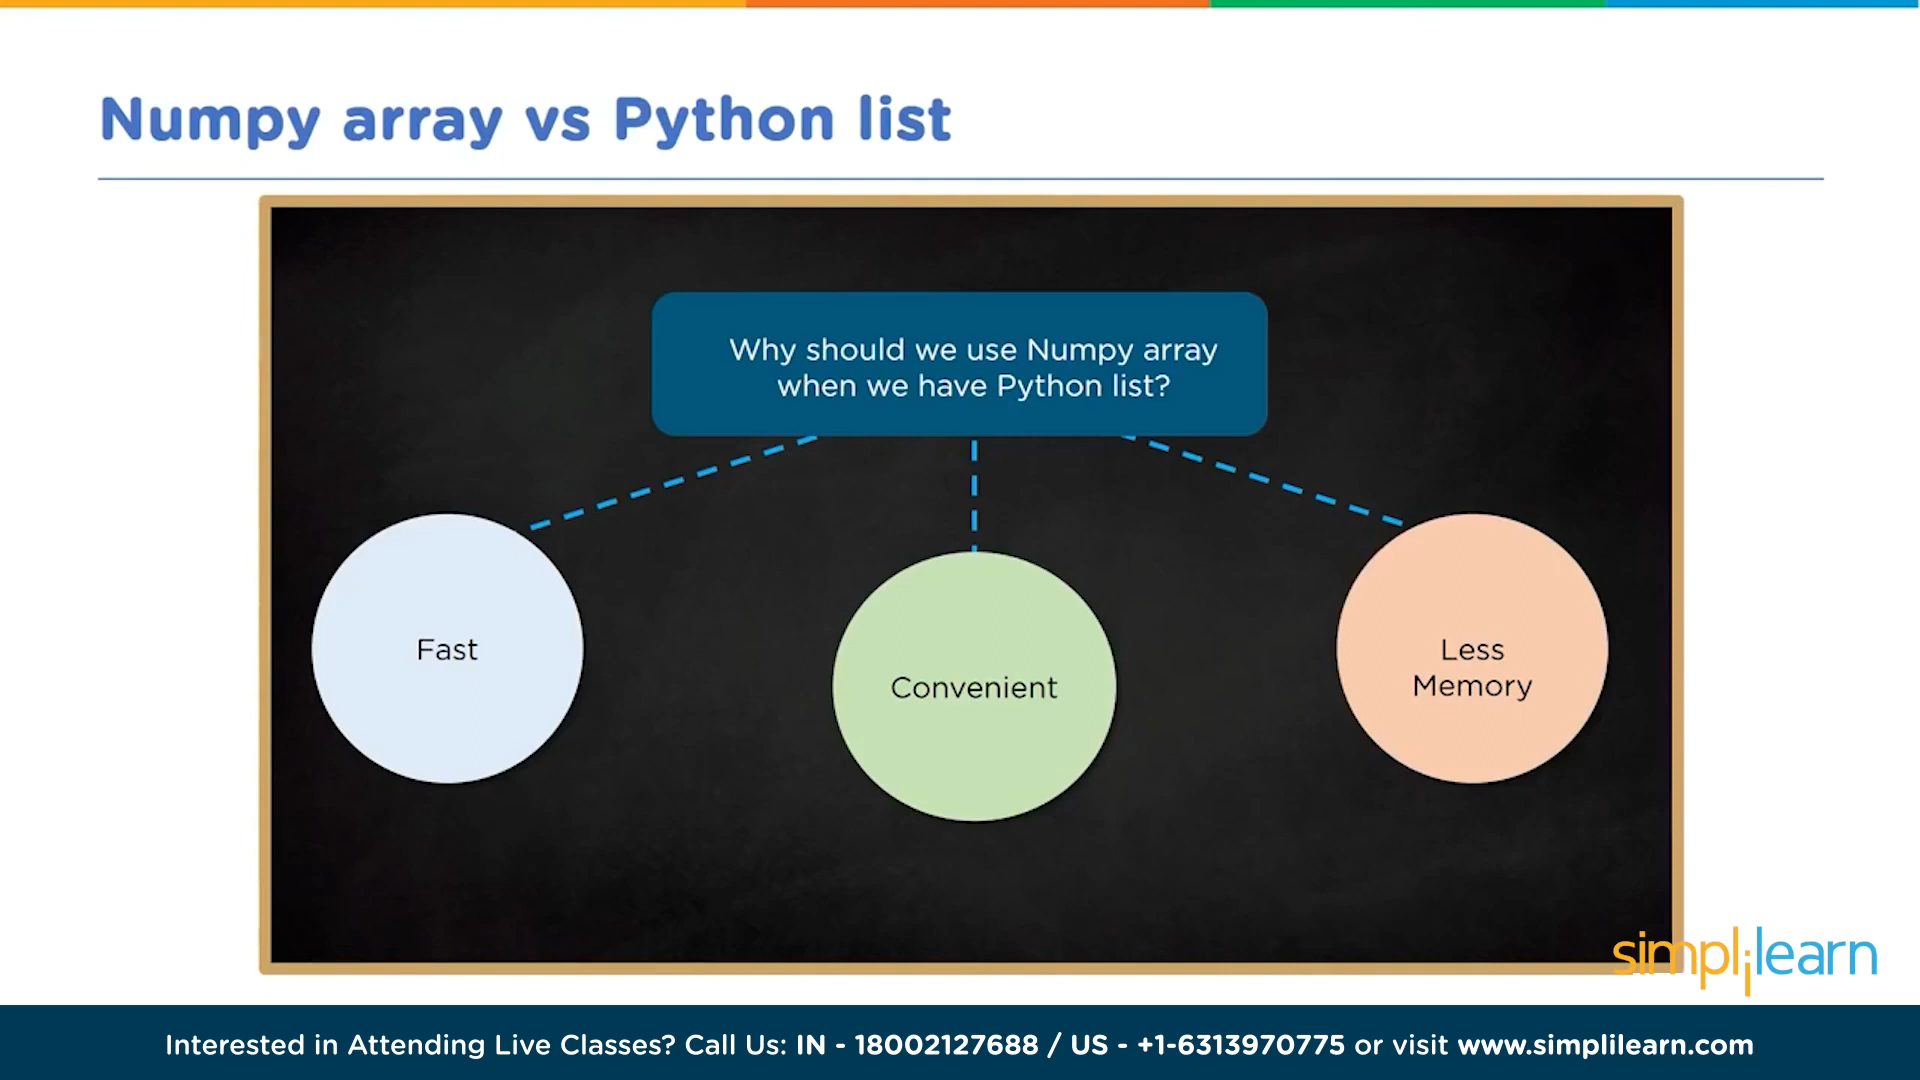 Numpy array vs Python list
Why should we use Numpy array
when we have Python list?
Fast
Convenient
Less
Memory
simplilearn
Interested in Attending Live Classes? Call Us: IN - 18002127688 / US - +1-6313970775 or visit www.simplilearn.com